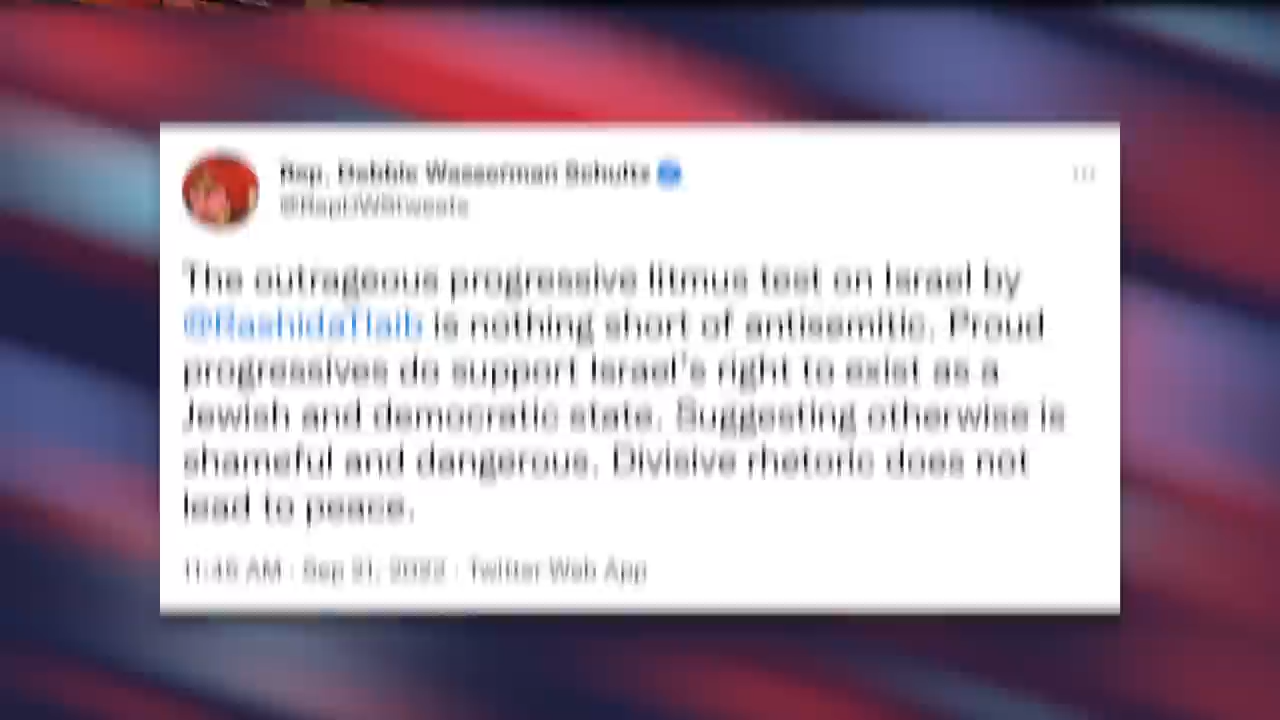 Rep. Debbie Wasserman Schultz
@RepDWStweets
The outrageous progressive litmus test on Israel by
@RashidaTlaib is nothing short of antisemitic. Proud
progressives do support Israel's right to exist as a
Jewish and democratic state. Suggesting otherwise is
shameful and dangerous. Divisive rhetoric does not
lead to peace.
11:45 AM · Sep 21, 2022 · Twitter Web App